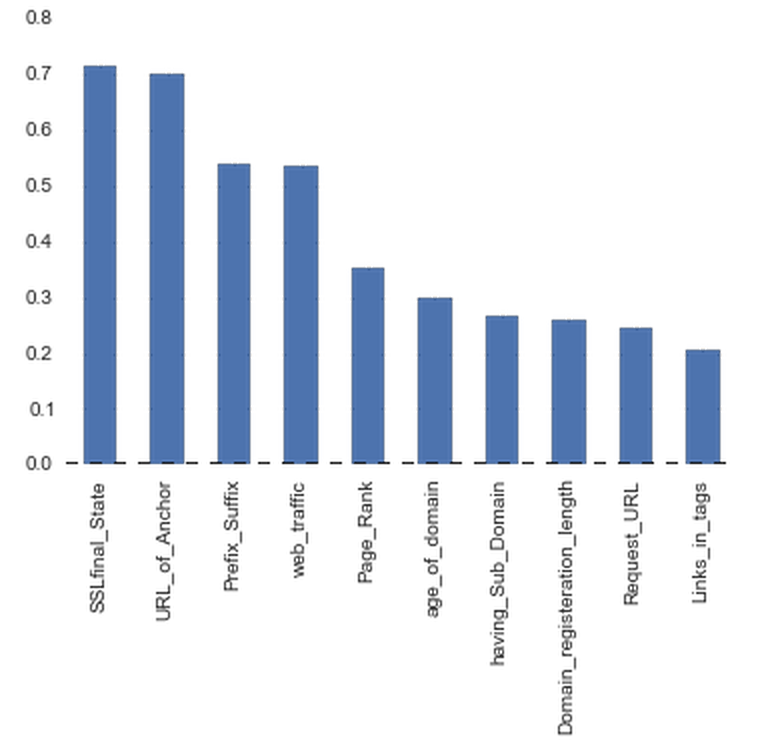 0.8
0.7
0.6
0.5
0.4
0.3
0.2
0.1
0.0
SSLfinal_State
URL_of_Anchor
Prefix_Suffix
web_traffic
Page_Rank
age_of_domain
having_Sub_Domain
Domain_registeration_length
Request_URL
Links_in_tags